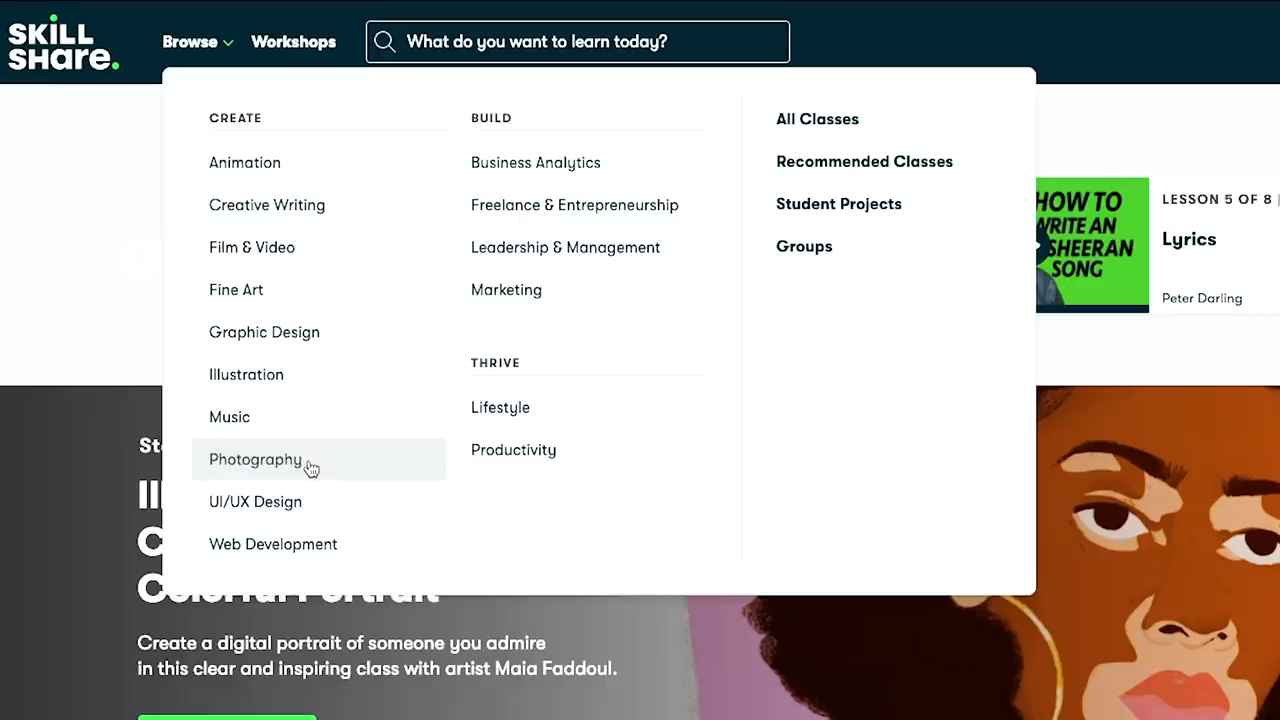 SKILL
SHARE.
Browse
Workshops
What do you want to learn today?
CREATE
Animation
Creative Writing
Film & Video
Fine Art
Graphic Design
Illustration
Music
Photography
UI/UX Design
Web Development
BUILD
Business Analytics
Freelance & Entrepreneurship
Leadership & Management
Marketing
THRIVE
Lifestyle
Productivity
All Classes
Recommended Classes
Student Projects
Groups
HOW TO
WRITE AN
SHEERAN
SONG
LESSON 5 OF 8 |
Lyrics
Peter Darling
Portrait
Create a digital portrait of someone you admire
in this clear and inspiring class with artist Maia Faddoul.